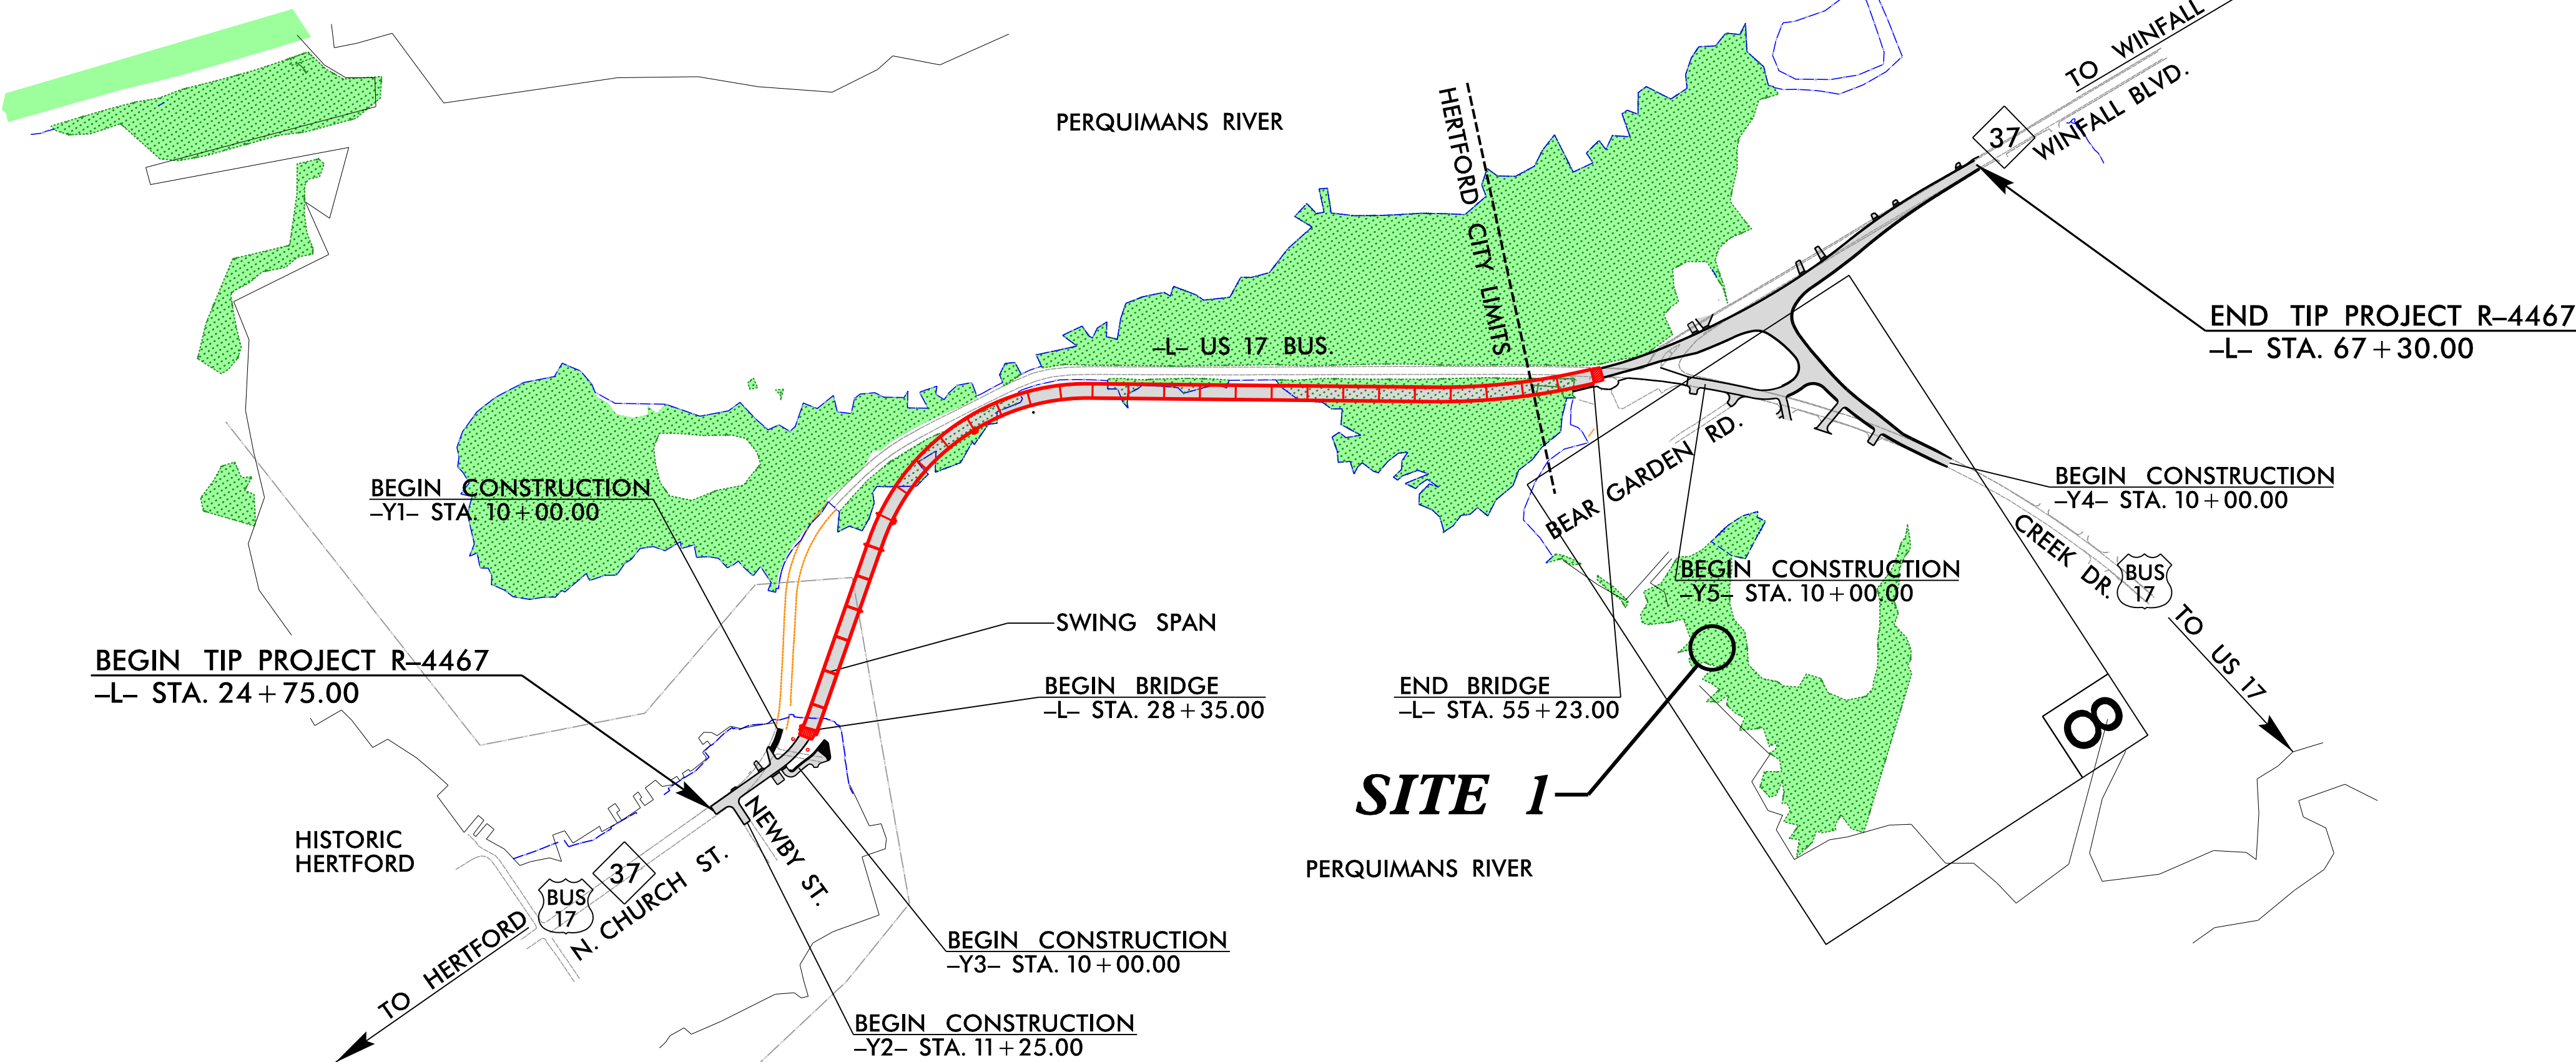 TO WINFALL
WINFALL BLVD.
37
PERQUIMANS RIVER
HERTFORD CITY LIMITS
END TIP PROJECT R-4467
-L- STA. 67+30.00
-L- US 17 BUS.
BEGIN CONSTRUCTION
-Y1- STA. 10+00.00
BEAR GARDEN RD.
BEGIN CONSTRUCTION
-Y4- STA. 10+00.00
CREEK DR.
BUS
17
TO US 17
BEGIN CONSTRUCTION
-Y5- STA. 10+00.00
SWING SPAN
BEGIN TIP PROJECT R-4467
-L- STA. 24+75.00
BEGIN BRIDGE
-L- STA. 28+35.00
END BRIDGE
-L- STA. 55+23.00
8
SITE 1
PERQUIMANS RIVER
HISTORIC
HERTFORD
NEWBY ST.
37
BUS
17
N. CHURCH ST.
TO HERTFORD
BEGIN CONSTRUCTION
-Y3- STA. 10+00.00
BEGIN CONSTRUCTION
-Y2- STA. 11+25.00